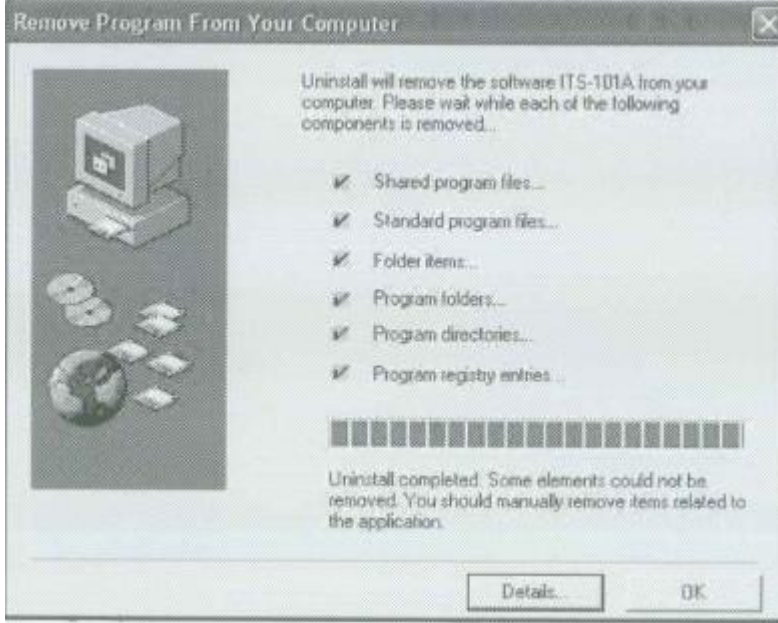 Remove Program From Your Computer
Uninstall will remove the software ITS-101A from your
computer. Please wait while each of the following
components is removed...
Shared program files...
Standard program files...
Folder items...
Program folders...
Program directories...
Program registry entries...
Uninstall completed. Some elements could not be
removed. You should manually remove items related to
the application.
Details...
OK